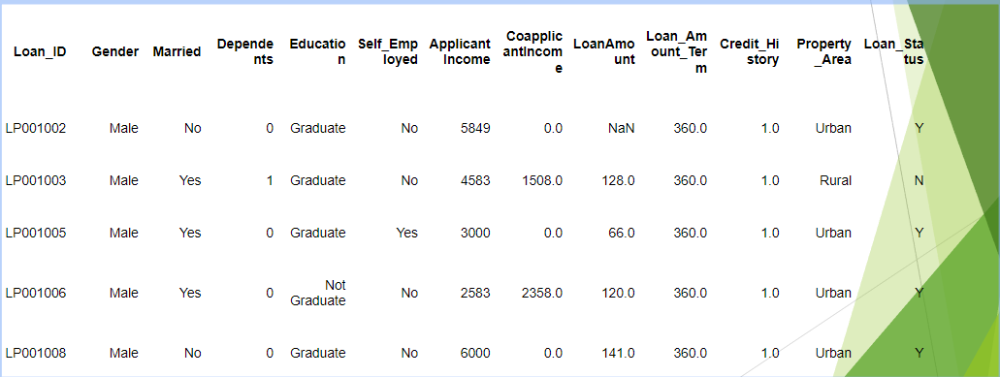 Loan_ID Gender Married Dependents Education Self_Employed ApplicantIncome CoapplicantIncome LoanAmount Loan_Amount_Term Credit_History Property_Area Loan_Status
LP001002 Male No 0 Graduate No 5849 0.0 NaN 360.0 1.0 Urban Y
LP001003 Male Yes 1 Graduate No 4583 1508.0 128.0 360.0 1.0 Rural N
LP001005 Male Yes 0 Graduate Yes 3000 0.0 66.0 360.0 1.0 Urban Y
LP001006 Male Yes 0 Not Graduate No 2583 2358.0 120.0 360.0 1.0 Urban Y
LP001008 Male No 0 Graduate No 6000 0.0 141.0 360.0 1.0 Urban Y